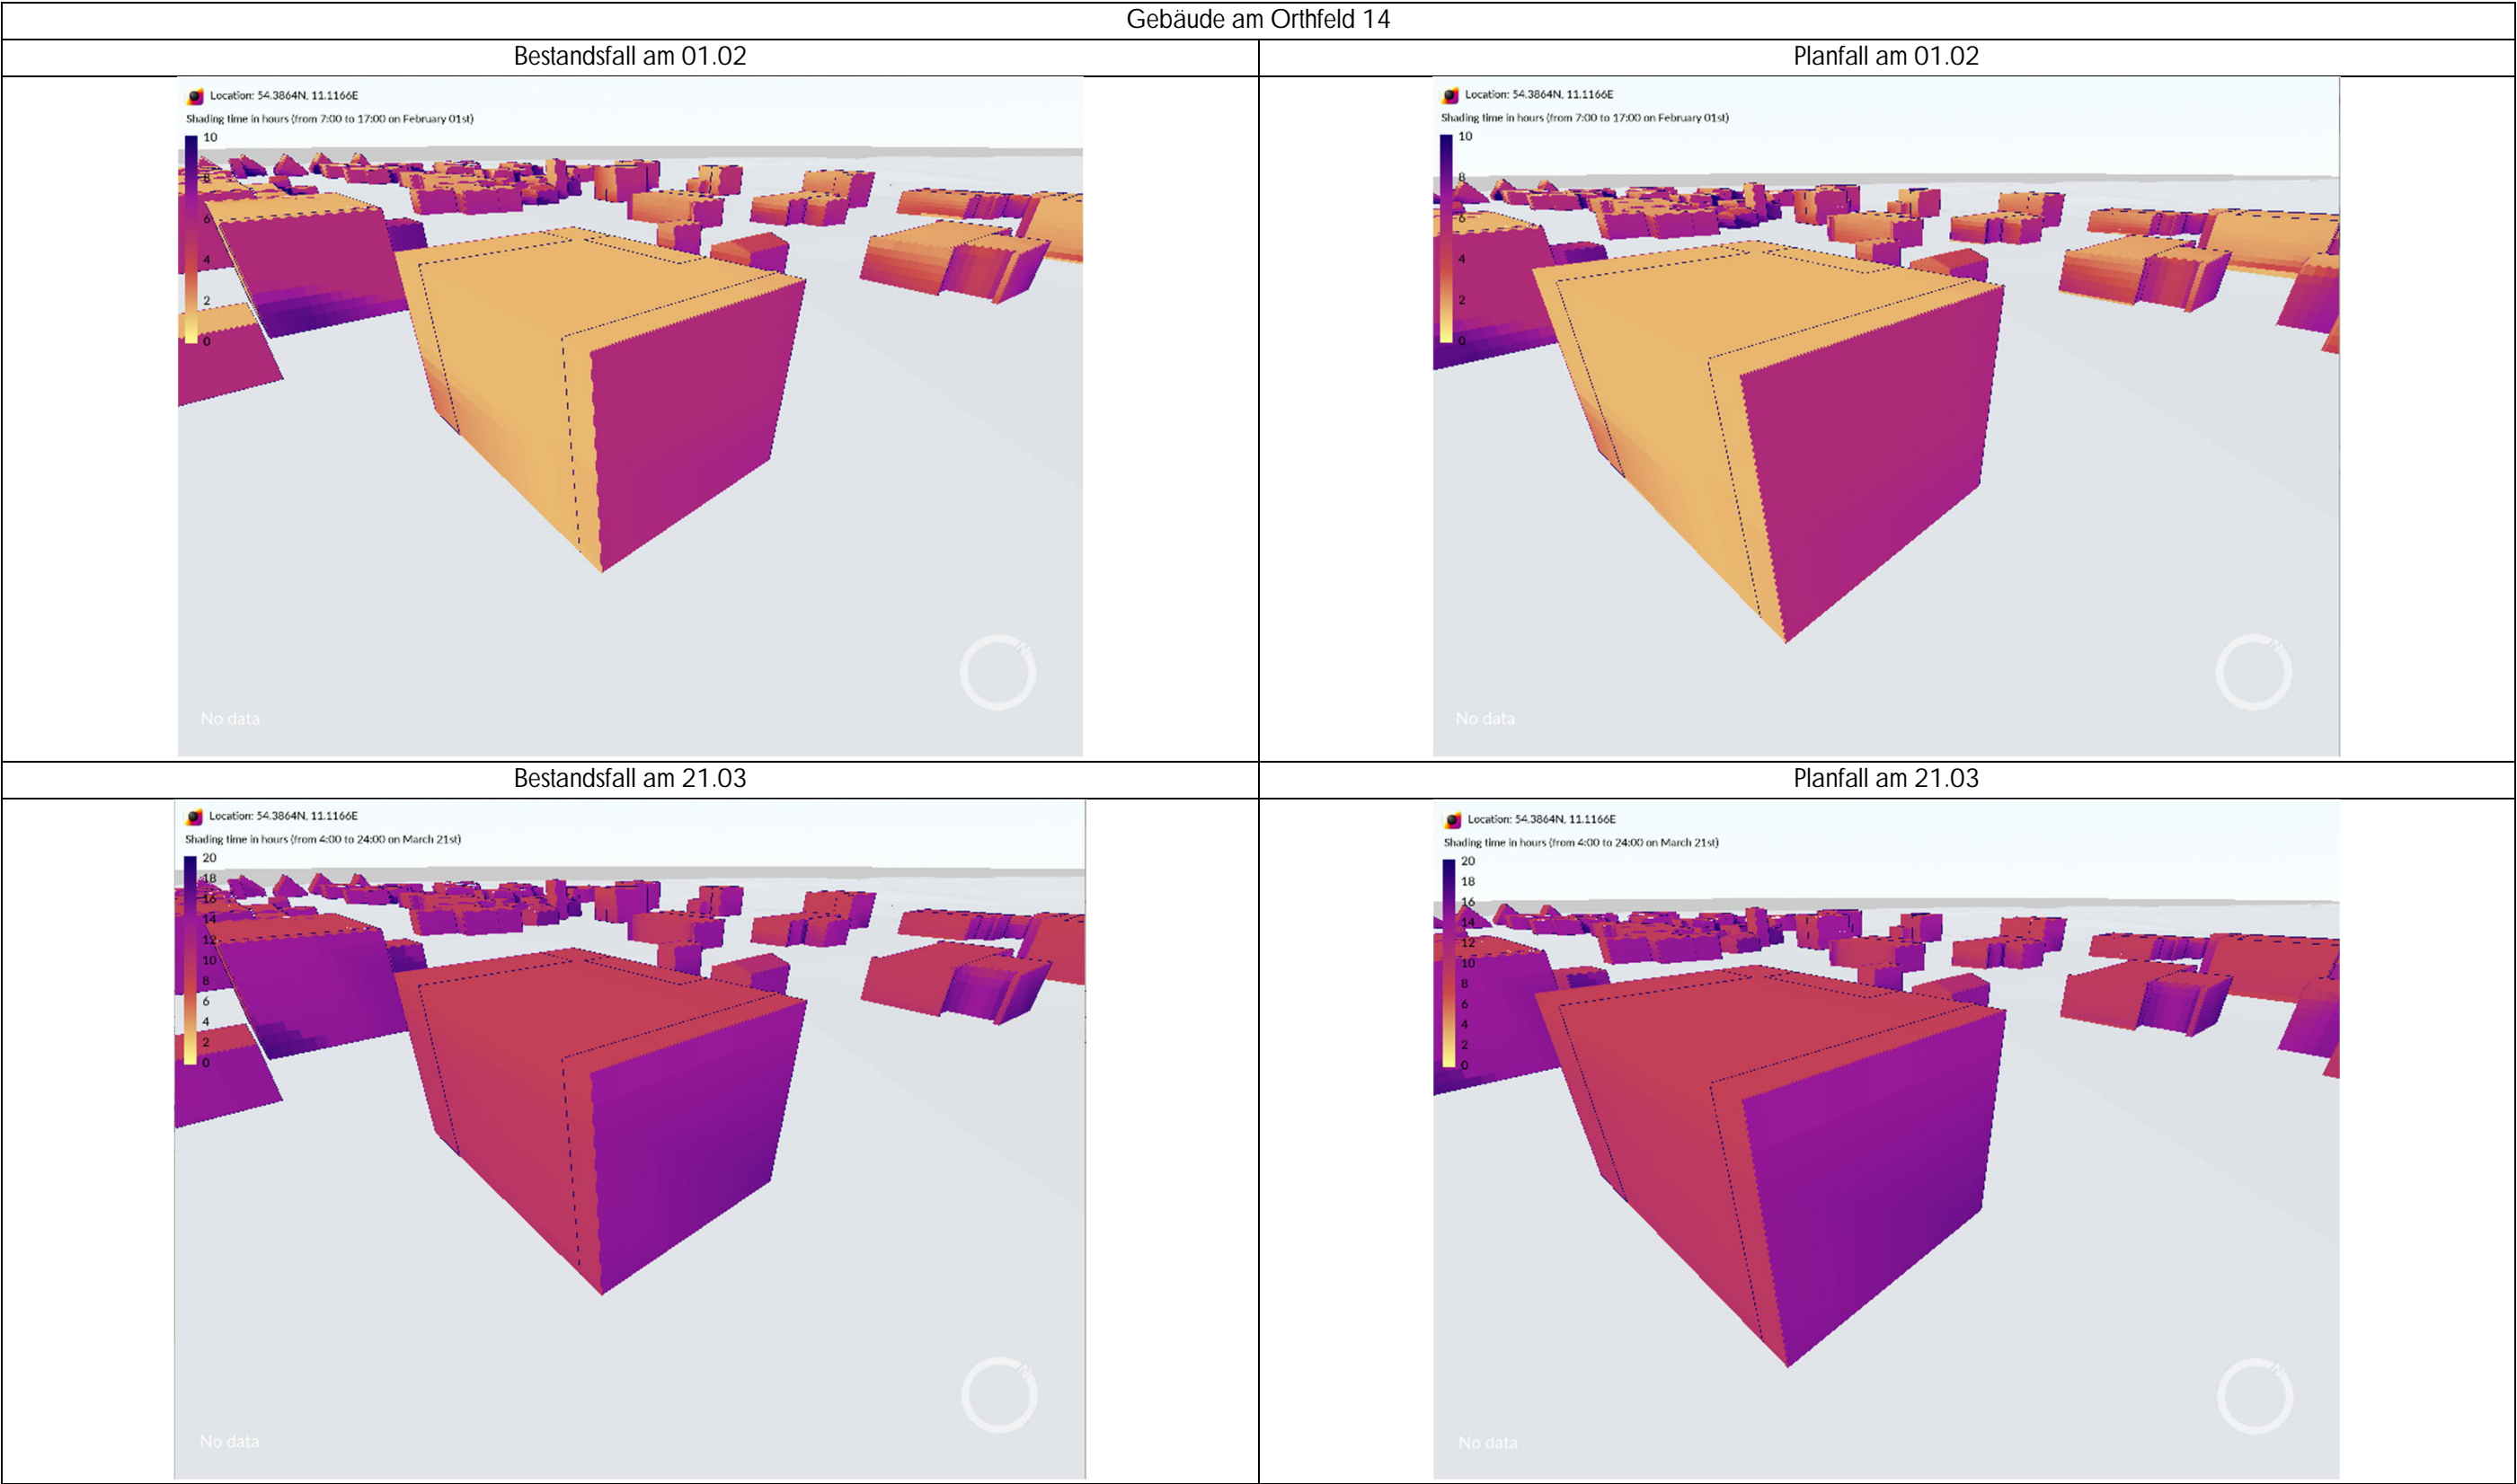 Gebäude am Orthfeld 14
Bestandsfall am 01.02
Planfall am 01.02
Location: 54.3864N, 11.1166E
Shading time in hours (from 7:00 to 17:00 on February 01st)
10
8
6
4
2
0
N
No data
Location: 54.3864N, 11.1166E
Shading time in hours (from 7:00 to 17:00 on February 01st)
10
8
6
4
2
0
N
No data
Bestandsfall am 21.03
Planfall am 21.03
Location: 54.3864N, 11.1166E
Shading time in hours (from 4:00 to 24:00 on March 21st)
20
18
16
14
12
10
8
6
4
2
0
N
No data
Location: 54.3864N, 11.1166E
Shading time in hours (from 4:00 to 24:00 on March 21st)
20
18
16
14
12
10
8
6
4
2
0
N
No data